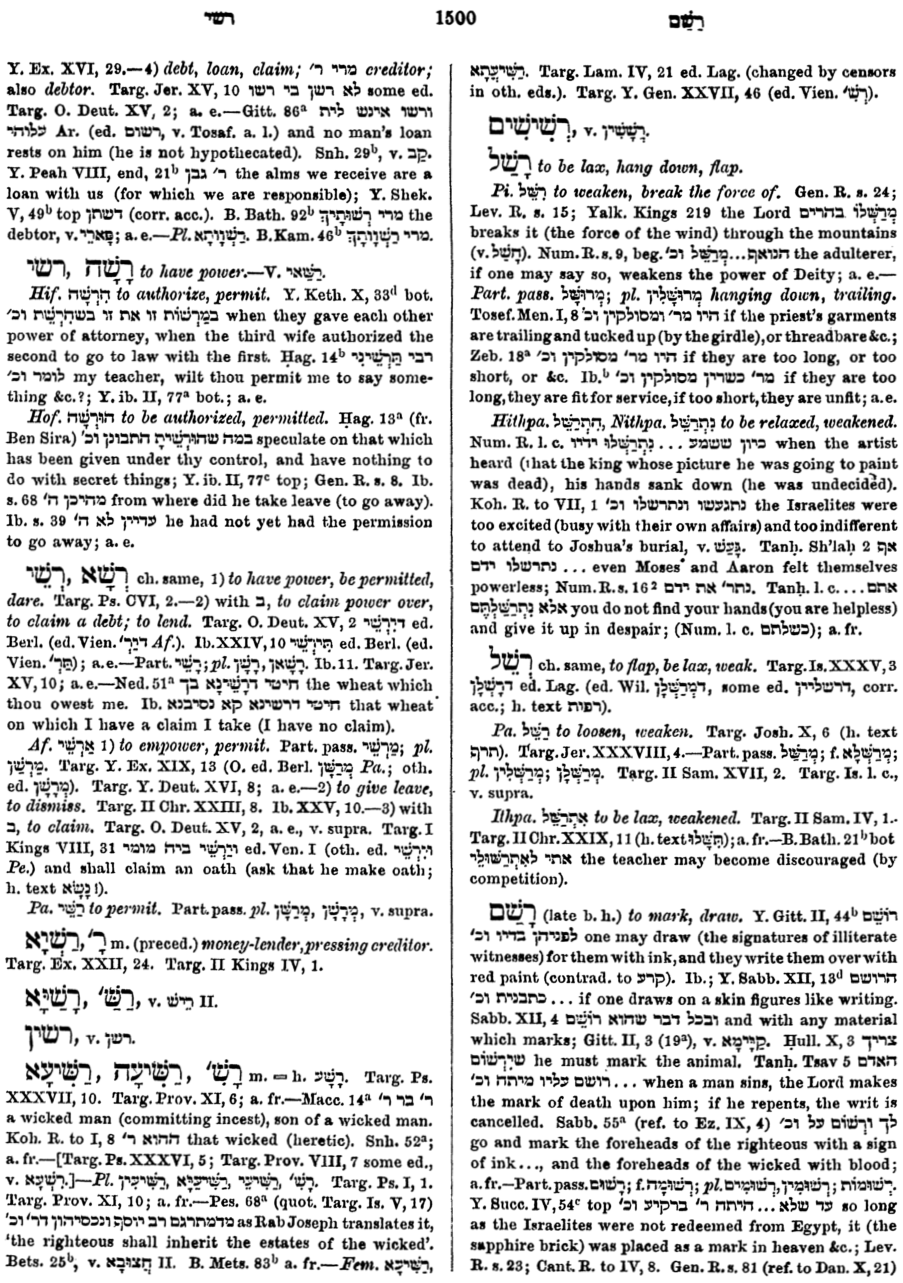 רשי 1500 רָשַׁם
Y. Ex. XVI, 29.—4) debt, loan, claim; מרי ר׳ creditor;
also debtor. Targ. Jer. XV, 10 לא רשן בי רשו some ed.
Targ. O. Deut. XV, 2; a. e.—Gitt. 86ᵃ ורשו אינש לית
עלוהי Ar. (ed. רשום, v. Tosaf. a. l.) and no man's loan
rests on him (he is not hypothecated). Snh. 29ᵇ, v. קב.
Y. Peah VIII, end, 21ᵇ ר׳ גבן the alms we receive are a
loan with us (for which we are responsible); Y. Shek.
V, 49ᵇ top דשתן (corr. acc.). B. Bath. 92ᵇ מרי רְשׁוּתֵיךְ the
debtor, v. פָּארֵי; a. e.—Pl. רַשְׁוָותָא. B.Kam. 46ᵇ מרי רַשְׁוָותָךְ.
רשי, רָשָׁה to have power.—V. רַשַּׁאי.
Hif. הִרְשָׁה to authorize, permit. Y. Keth. X, 33ᵈ bot.
במַרְשׁוֹת זו את זו בשהִרְשֵׁת וכ׳ when they gave each other
power of attorney, when the third wife authorized the
second to go to law with the first. Ḥag. 14ᵇ רבי תַּרְשֵׁינִי
לומר וכ׳ my teacher, wilt thou permit me to say some-
thing &c.?; Y. ib. II, 77ᵃ bot.; a. e.
Hof. הוּרְשָׁה to be authorized, permitted. Ḥag. 13ᵃ (fr.
Ben Sira) במה שהוּרְשֵׁיתָ התבונן וכ׳ speculate on that which
has been given under thy control, and have nothing to
do with secret things; Y. ib. II, 77ᶜ top; Gen. R. s. 8. Ib.
s. 68 מהיכן ה׳ from where did he take leave (to go away).
Ib. s. 39 עדיין לא ה׳ he had not yet had the permission
to go away; a. e.
רְשָׁא, רְשֵׁי ch. same, 1) to have power, be permitted,
dare. Targ. Ps. CVI, 2.—2) with ב, to claim power over,
to claim a debt; to lend. Targ. O. Deut. XV, 2 דיִרְשֵׁי ed.
Berl. (ed. Vien. דיַר׳ Af.). Ib. XXIV, 10 תִּירְשֵׁי ed. Berl. (ed.
Vien. תַּר׳); a. e.—Part. רָשֵׁי; pl. רָשַׁאן, רָשָׁן. Ib. 11. Targ. Jer.
XV, 10; a. e.—Ned. 51ᵃ חיטי דרָשֵׁינָא בך the wheat which
thou owest me. Ib. חיטי דרשינא קא נסיבנא that wheat
on which I have a claim I take (I have no claim).
Af. אַרְשֵׁי 1) to empower, permit. Part. pass. מַרְשֵׁי; pl.
מַרְשַׁן. Targ. Y. Ex. XIX, 13 (O. ed. Berl. מְרַשָּׁן Pa.; oth.
ed. מָרְשָׁן). Targ. Y. Deut. XVI, 8; a. e.—2) to give leave,
to dismiss. Targ. II Chr. XXIII, 8. Ib. XXV, 10.—3) with
ב, to claim. Targ. O. Deut. XV, 2, a. e., v. supra. Targ. I
Kings VIII, 31 ויַרְשֵׁי ביה מומי ed. Ven. I (oth. ed. ויִרְשֵׁי
Pe.) and shall claim an oath (ask that he make oath;
h. text נָשָׁא I).
Pa. רַשֵּׁי to permit. Part. pass. pl. מְרַשָּׁן, מְרָשָׁן, v. supra.
רַשְׁיָא, ר׳ m. (preced.) money-lender, pressing creditor.
Targ. Ex. XXII, 24. Targ. II Kings IV, 1.
רַשּׁ׳, רַשָּׁיָא, v. רֵישׁ II.
רשין, v. רשן.
רָשׁ׳, רַשִּׁיעָה, רַשִּׁיעָא m. = h. רָשָׁע. Targ. Ps.
XXXVII, 10. Targ. Prov. XI, 6; a. fr.—Macc. 14ᵃ ר׳ בר ר׳
a wicked man (committing incest), son of a wicked man.
Koh. R. to I, 8 ההוא ר׳ that wicked (heretic). Snh. 52ᵃ;
a. fr.—[Targ. Ps. XXXVI, 5; Targ. Prov. VIII, 7 some ed.,
v. רִשְׁעָא.]—Pl. רַשִּׁיעִין, רַשִּׁיעַיָּא, רַשִּׁיעֵי, רָשׁ׳. Targ. Ps. I, 1.
Targ. Prov. XI, 10; a. fr.—Pes. 68ᵃ (quot. Targ. Is. V, 17)
מדמתרגם רב יוסף ונכסיהון דר׳ וכ׳ as Rab Joseph translates it,
'the righteous shall inherit the estates of the wicked'.
Bets. 25ᵇ, v. חצובא II. B. Mets. 83ᵇ a. fr.—Fem. רַשִּׁיעָא,
רַשִּׁיעֲתָא. Targ. Lam. IV, 21 ed. Lag. (changed by censors
in oth. eds.). Targ. Y. Gen. XXVII, 46 (ed. Vien. רְשׁ׳).
רְשִׁישִׁים, v. רְשָׁשִׁין.
רָשַׁל to be lax, hang down, flap.
Pi. רִשֵּׁל to weaken, break the force of. Gen. R. s. 24;
Lev. R. s. 15; Yalk. Kings 219 the Lord מְרַשְּׁלוֹ בהרים
breaks it (the force of the wind) through the mountains
(v. חָשַׁל). Num. R. s. 9, beg. הנואף...מְרַשֵּׁל וכ׳ the adulterer,
if one may say so, weakens the power of Deity; a. e.—
Part. pass. מְרוּשָּׁל; pl. מְרוּשָּׁלִין hanging down, trailing.
Tosef. Men. I, 8 היו מר׳ ומסולקין וכ׳ if the priest's garments
are trailing and tucked up (by the girdle), or threadbare &c.;
Zeb. 18ᵃ היו מר׳ מסולקין וכ׳ if they are too long, or too
short, or &c. Ib.ᵇ מר׳ כשרין מסולקין וכ׳ if they are too
long, they are fit for service, if too short, they are unfit; a. e.
Hithpa. הִתְרַשֵּׁל, Nithpa. נִתְרַשֵּׁל to be relaxed, weakened.
Num. R. l. c. כיון ששמע ... נִתְרַשְּׁלוּ ידיו when the artist
heard (that the king whose picture he was going to paint
was dead), his hands sank down (he was undecided).
Koh. R. to VII, 1 נתגעשו ונתרשלו וכ׳ the Israelites were
too excited (busy with their own affairs) and too indifferent
to attend to Joshua's burial, v. גָּעַשׁ. Tanḥ. Sh'laḥ 2 אף
נתרשלו ידם ... even Moses and Aaron felt themselves
powerless; Num. R. s. 16² נתר׳ את ידם. Tanḥ. l. c. .... אתם
אלא נִתְרַשַּׁלְתֶּם you do not find your hands (you are helpless)
and give it up in despair; (Num. l. c. כשלתם); a. fr.
רְשַׁל ch. same, to flap, be lax, weak. Targ. Is. XXXV, 3
דרָשְׁלָן ed. Lag. (ed. Wil. דמְרַשְּׁלָן, some ed. דרשליין, corr.
acc.; h. text רפות).
Pa. רַשֵּׁל to loosen, weaken. Targ. Josh. X, 6 (h. text
תרף). Targ. Jer. XXXVIII, 4.—Part. pass. מְרַשַּׁל; f. מְרַשְּׁלָא;
pl. מְרַשְּׁלִין; מְרַשְּׁלָן. Targ. II Sam. XVII, 2. Targ. Is. l. c.,
v. supra.
Ithpa. אִתְרַשֵּׁל to be lax, weakened. Targ. II Sam. IV, 1.
Targ. II Chr. XXIX, 11 (h. text תִּשָּׁלוּ); a. fr.—B. Bath. 21ᵇ bot
אתי לאִתְרַשּׁוּלֵי the teacher may become discouraged (by
competition).
רָשַׁם (late b. h.) to mark, draw. Y. Gitt. II, 44ᵇ רוֹשֵׁם
לפניהן בדיו וכ׳ one may draw (the signatures of illiterate
witnesses) for them with ink, and they write them over with
red paint (contrad. to קרע). Ib.; Y. Sabb. XII, 13ᵈ הרושם
כתבנית וכ׳ ... if one draws on a skin figures like writing.
Sabb. XII, 4 ובכל דבר שהוא רוֹשֵׁם and with any material
which marks; Gitt. II, 3 (19ᵃ), v. קַיָּימָא. Ḥull. X, 3 צריך
שיִרְשׁוֹם he must mark the animal. Tanḥ. Tsav 5 האדם
רושם עליו מיתה וכ׳ ... when a man sins, the Lord makes
the mark of death upon him; if he repents, the writ is
cancelled. Sabb. 55ᵃ (ref. to Ez. IX, 4) לך ורְשׁוֹם על וכ׳
go and mark the foreheads of the righteous with a sign
of ink..., and the foreheads of the wicked with blood;
a. fr.—Part. pass. רָשׁוּם; f. רְשׁוּמָה; pl. רְשׁוּמִים, רְשׁוּמִין; רְשׁוּמוֹת.
Y. Succ. IV, 54ᶜ top עד שלא ... היתה ר׳ ברקיע וכ׳ so long
as the Israelites were not redeemed from Egypt, it (the
sapphire brick) was placed as a mark in heaven &c.; Lev.
R. s. 23; Cant. R. to IV, 8. Gen. R. s. 81 (ref. to Dan. X, 21)